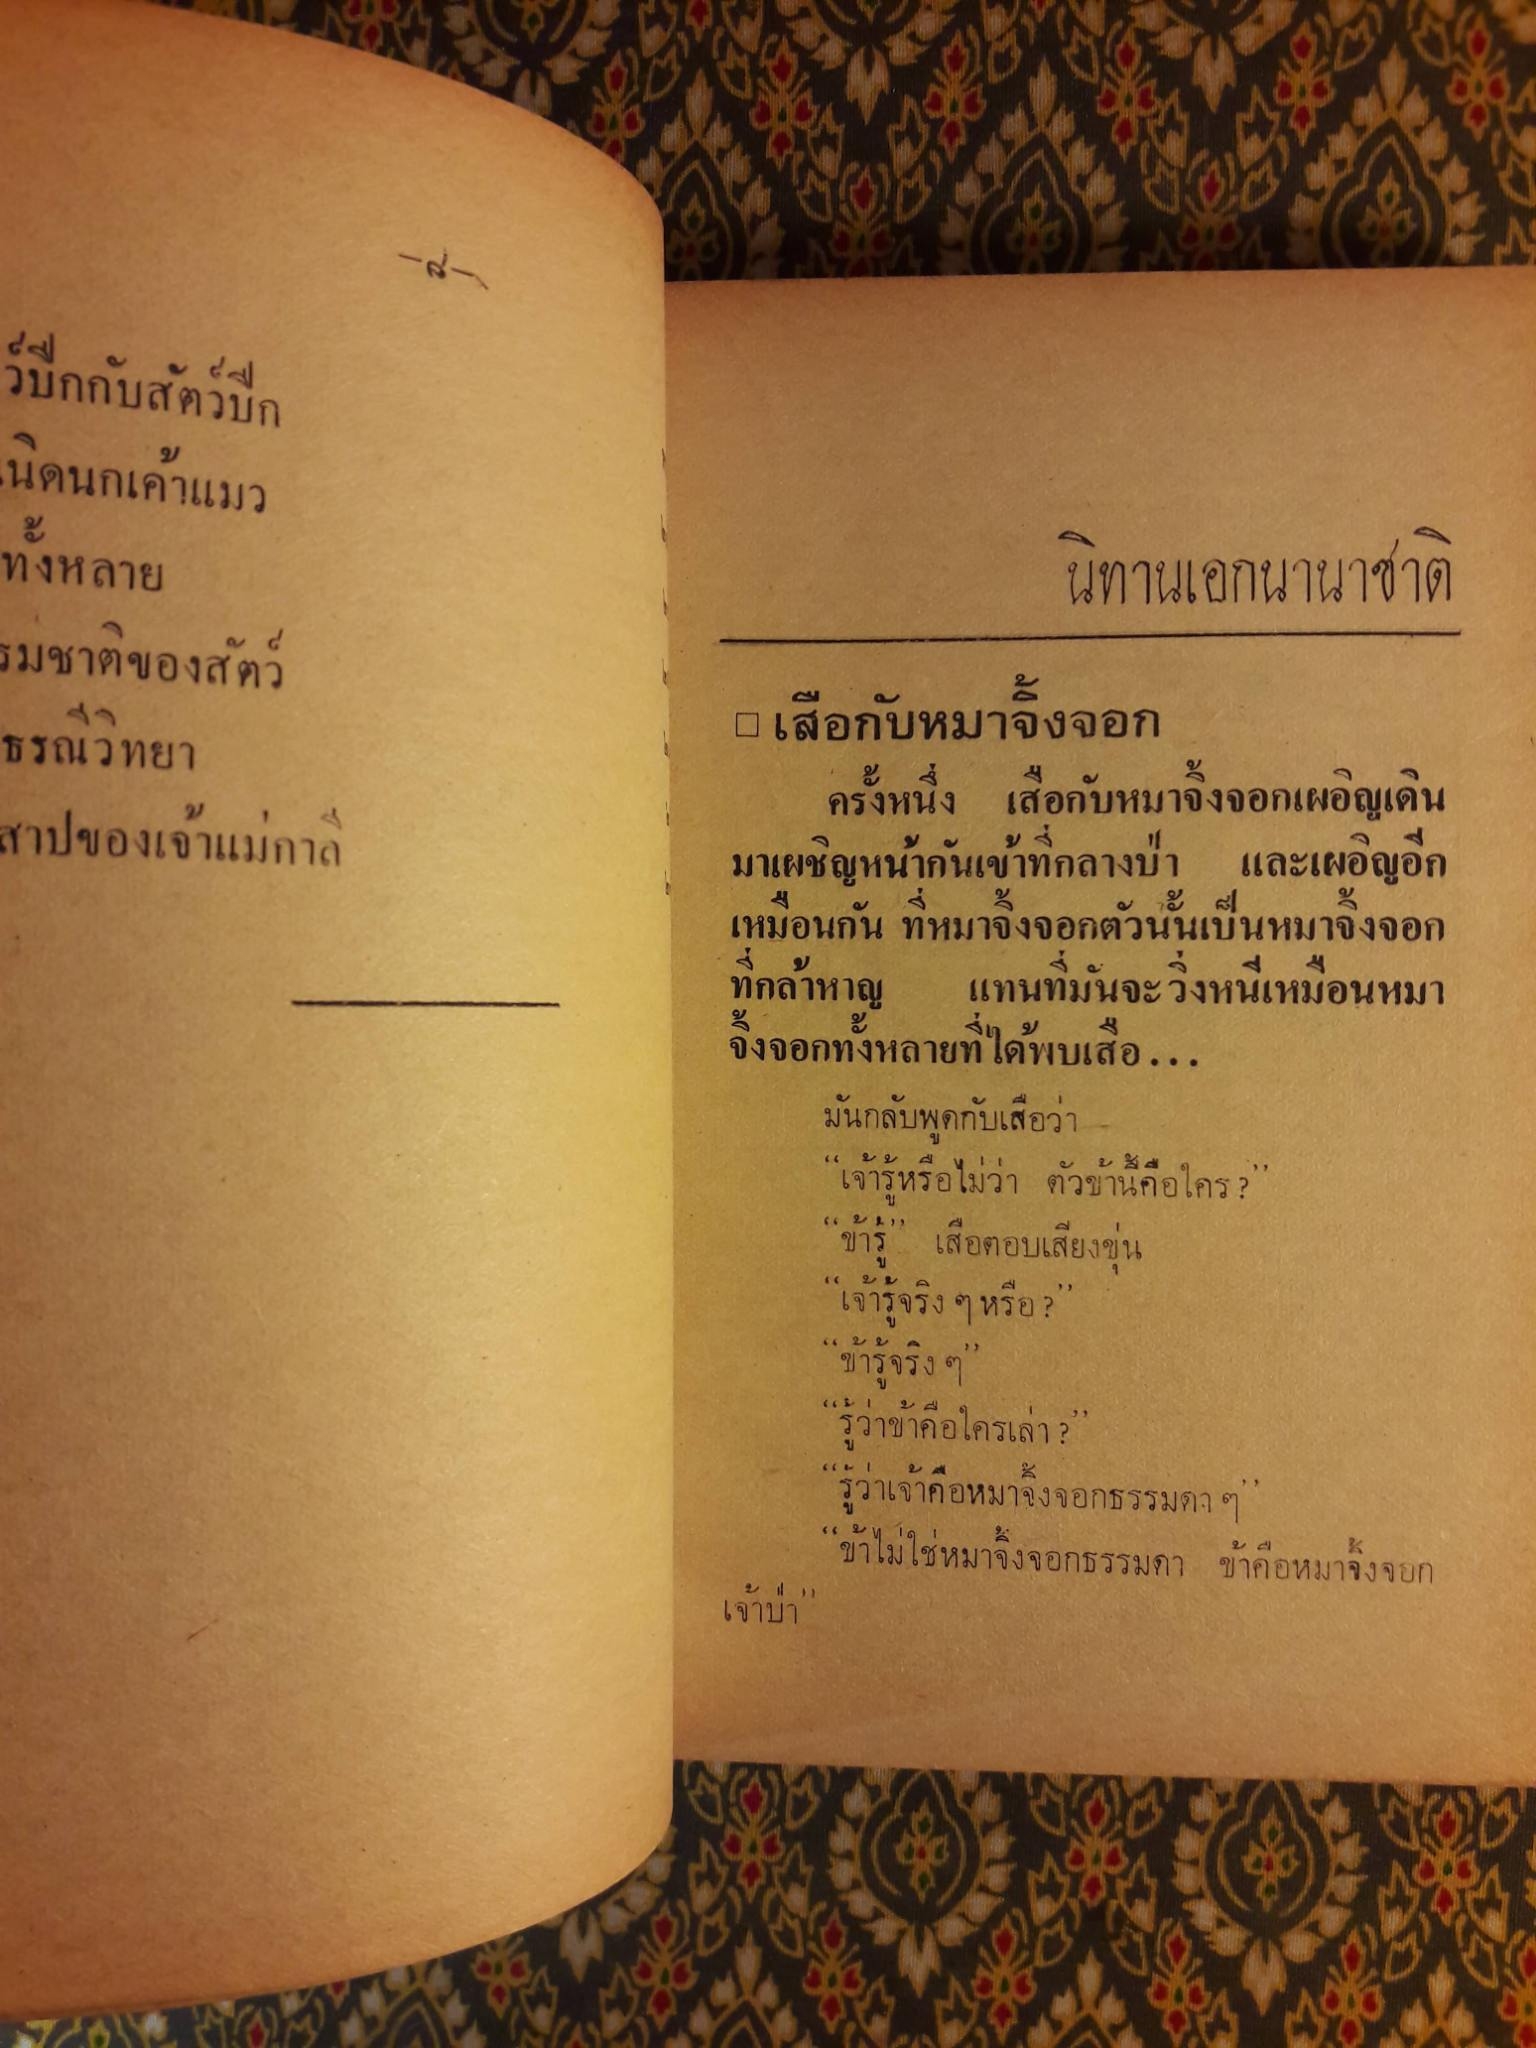 -๘-
ว์ปีกกับสัตว์ปีก
เนิดนกเค้าแมว
ทั้งหลาย
รมชาติของสัตว์
ธรณีวิทยา
สาปของเจ้าแม่กาลี
นิทานเอกนานาชาติ
□ เสือกับหมาจิ้งจอก
ครั้งหนึ่ง เสือกับหมาจิ้งจอกเผอิญเดิน
มาเผชิญหน้ากันเข้าที่กลางป่า และเผอิญอีก
เหมือนกัน ที่หมาจิ้งจอกตัวนั้นเป็นหมาจิ้งจอก
ที่กล้าหาญ แทนที่มันจะวิ่งหนีเหมือนหมา
จิ้งจอกทั้งหลายที่ได้พบเสือ...
มันกลับพูดกับเสือว่า
“เจ้ารู้หรือไม่ว่า ตัวข้านี้คือใคร?”
“ข้ารู้” เสือตอบเสียงขุ่น
“เจ้ารู้จริง ๆ หรือ?”
“ข้ารู้จริง ๆ”
“รู้ว่าข้าคือใครเล่า?”
“รู้ว่าเจ้าคือหมาจิ้งจอกธรรมดา ๆ”
“ข้าไม่ใช่หมาจิ้งจอกธรรมดา ข้าคือหมาจิ้งจอก
เจ้าป่า”